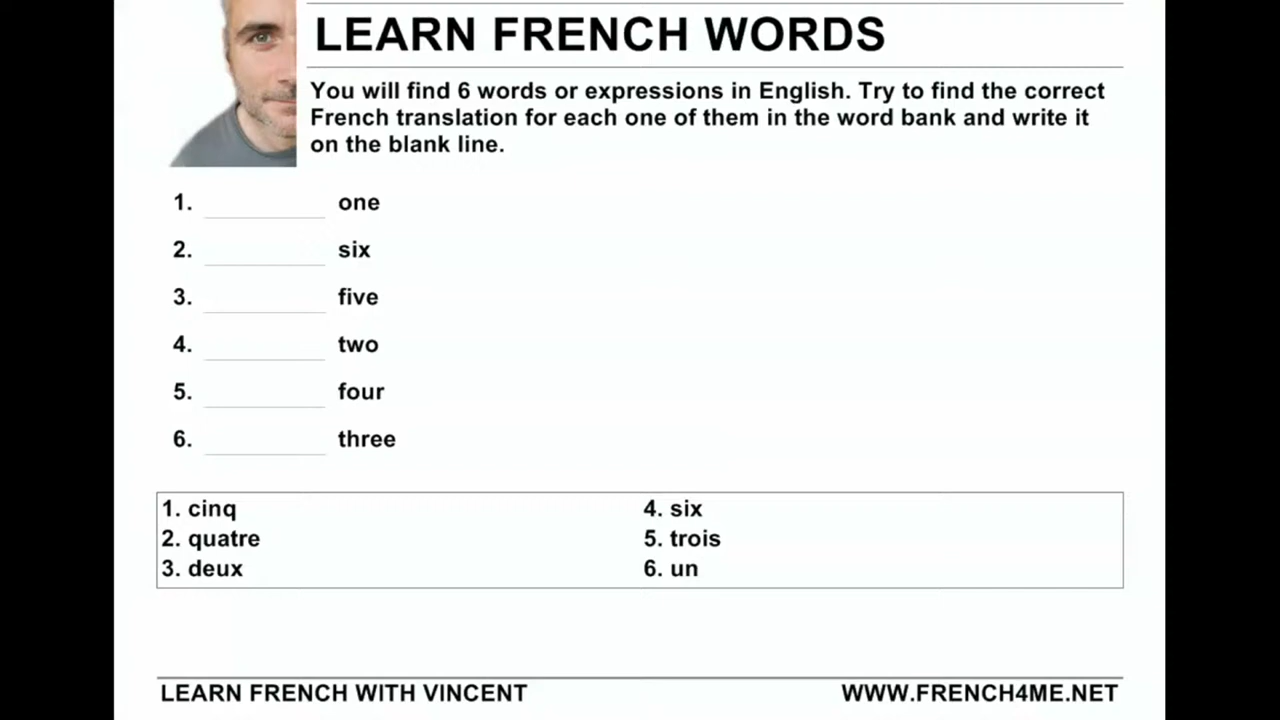 LEARN FRENCH WORDS
You will find 6 words or expressions in English. Try to find the correct
French translation for each one of them in the word bank and write it
on the blank line.
1. one
2. six
3. five
4. two
5. four
6. three
1. cinq
2. quatre
3. deux
4. six
5. trois
6. un
LEARN FRENCH WITH VINCENT
WWW.FRENCH4ME.NET